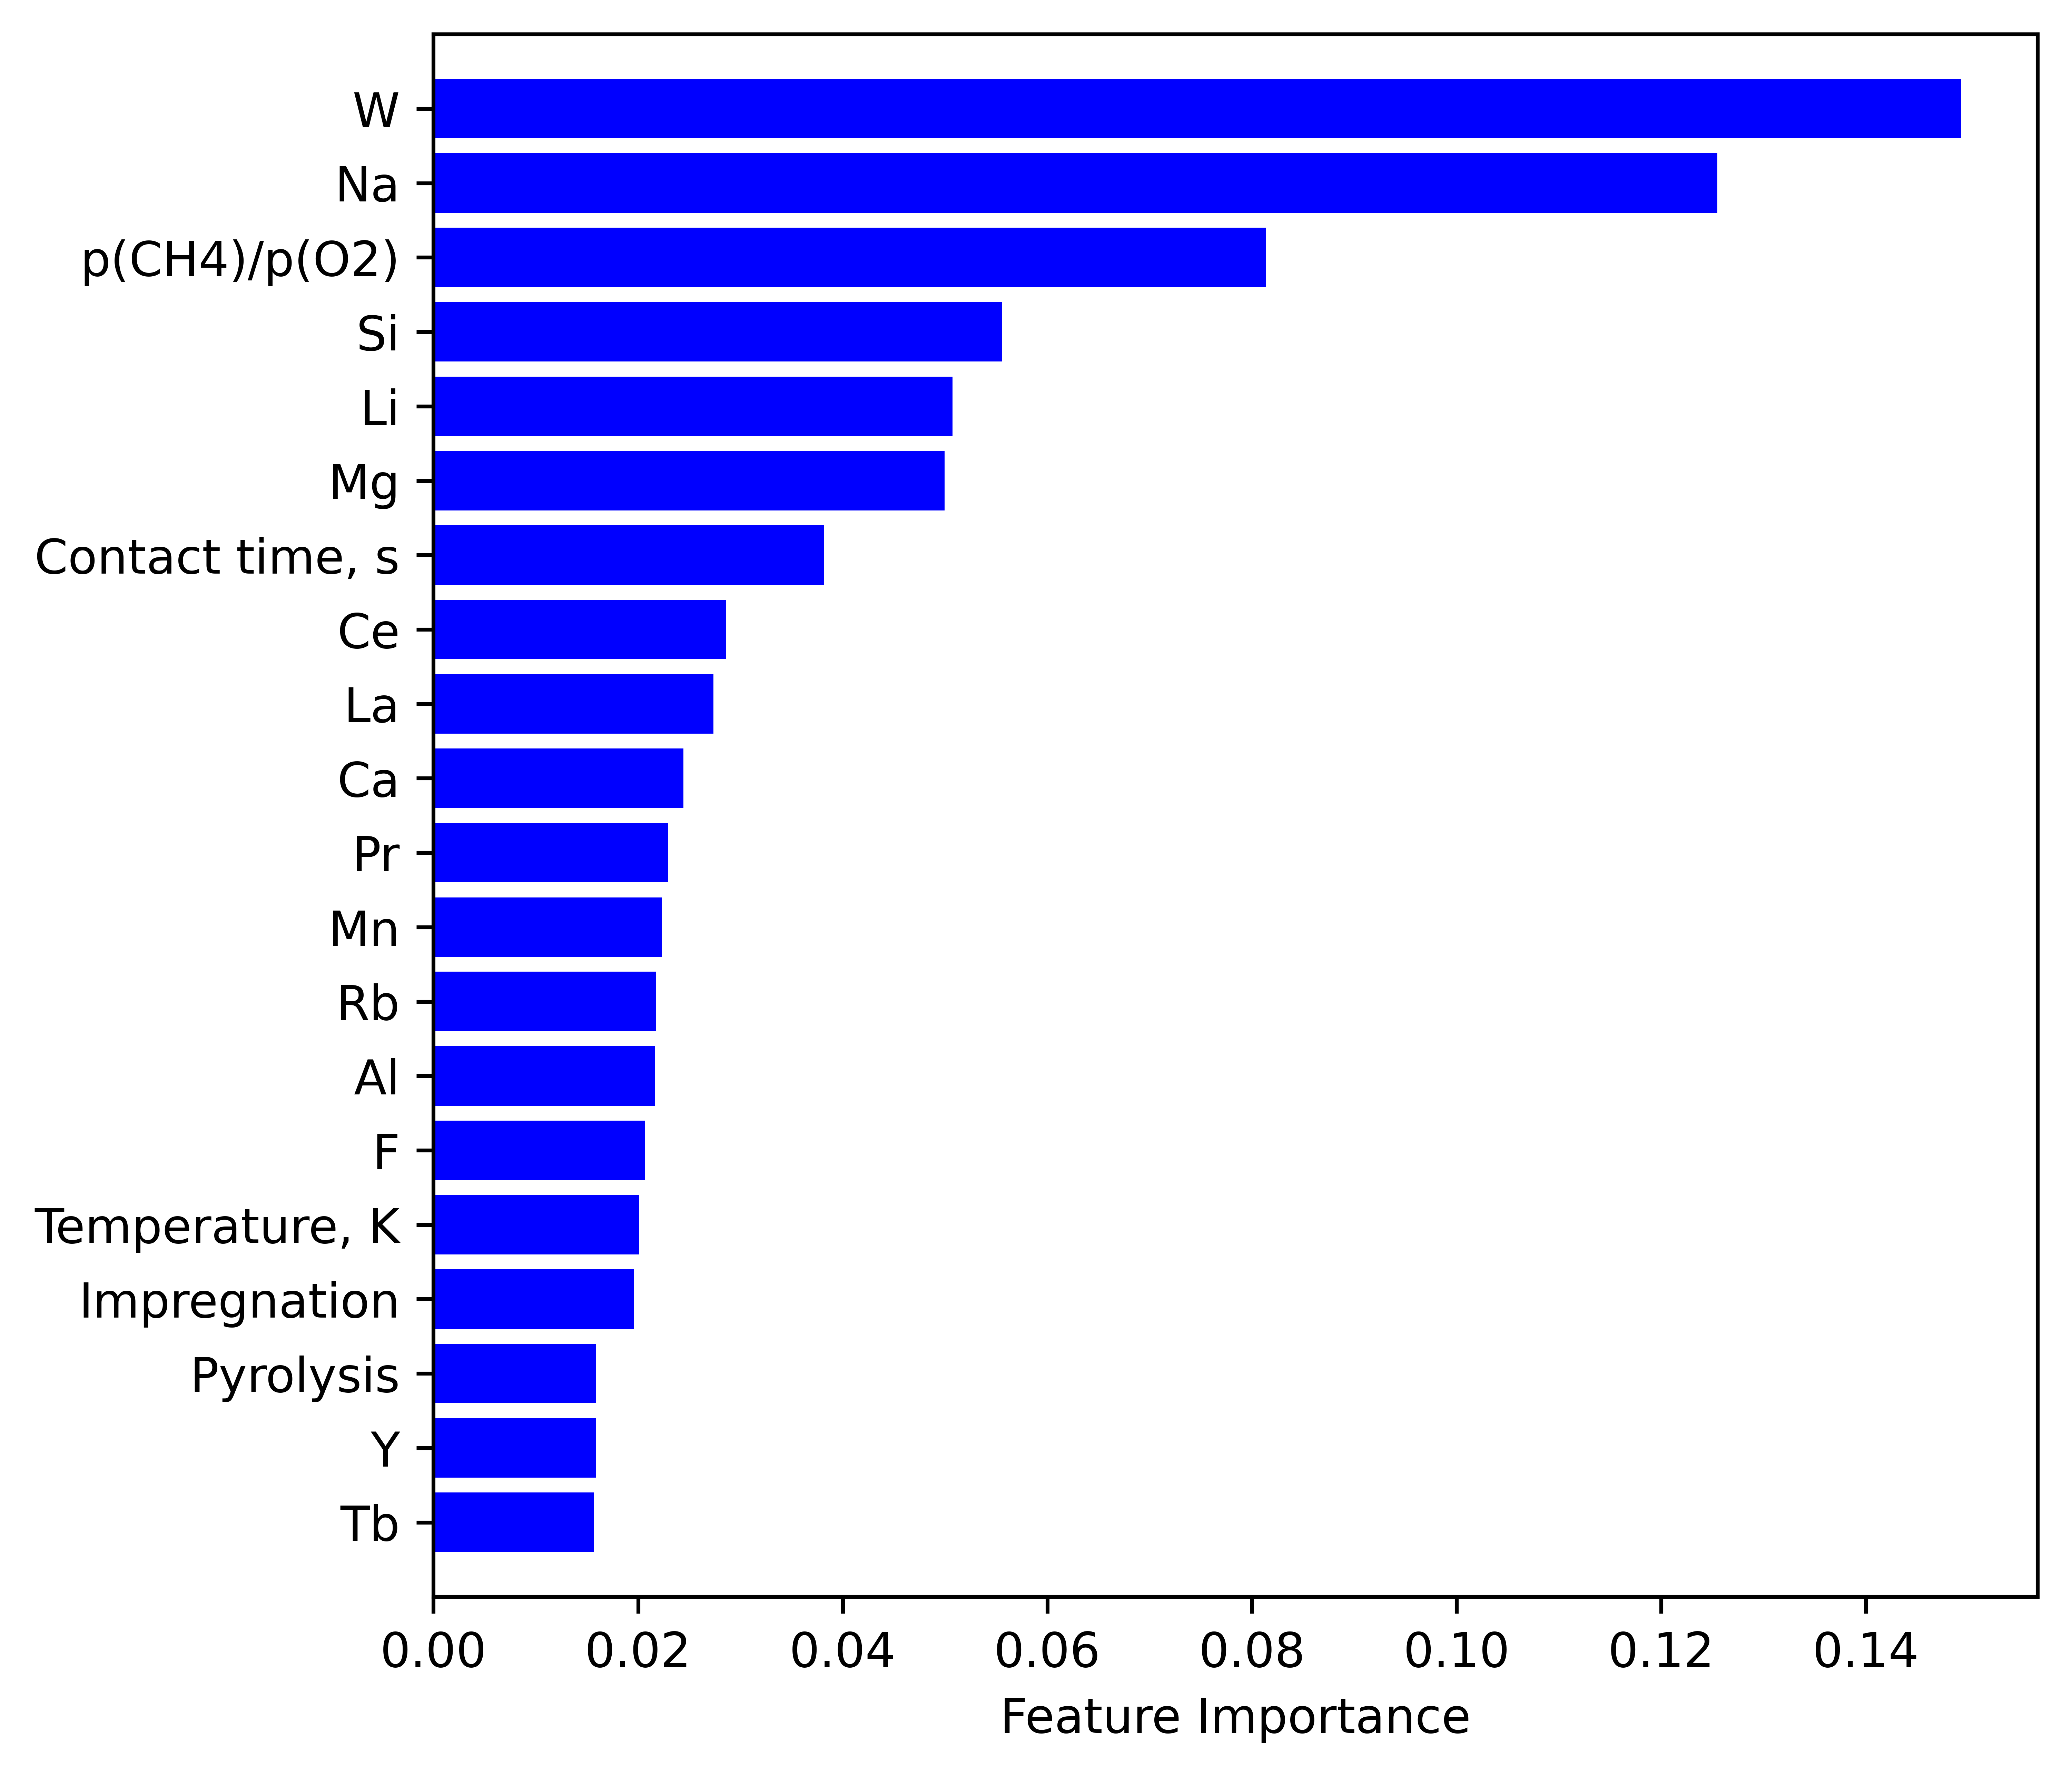 W
Na
p(CH4)/p(O2)
Si
Li
Mg
Contact time, s
Ce
La
Ca
Pr
Mn
Rb
Al
F
Temperature, K
Impregnation
Pyrolysis
Y
Tb
0.00 0.02 0.04 0.06 0.08 0.10 0.12 0.14
Feature Importance